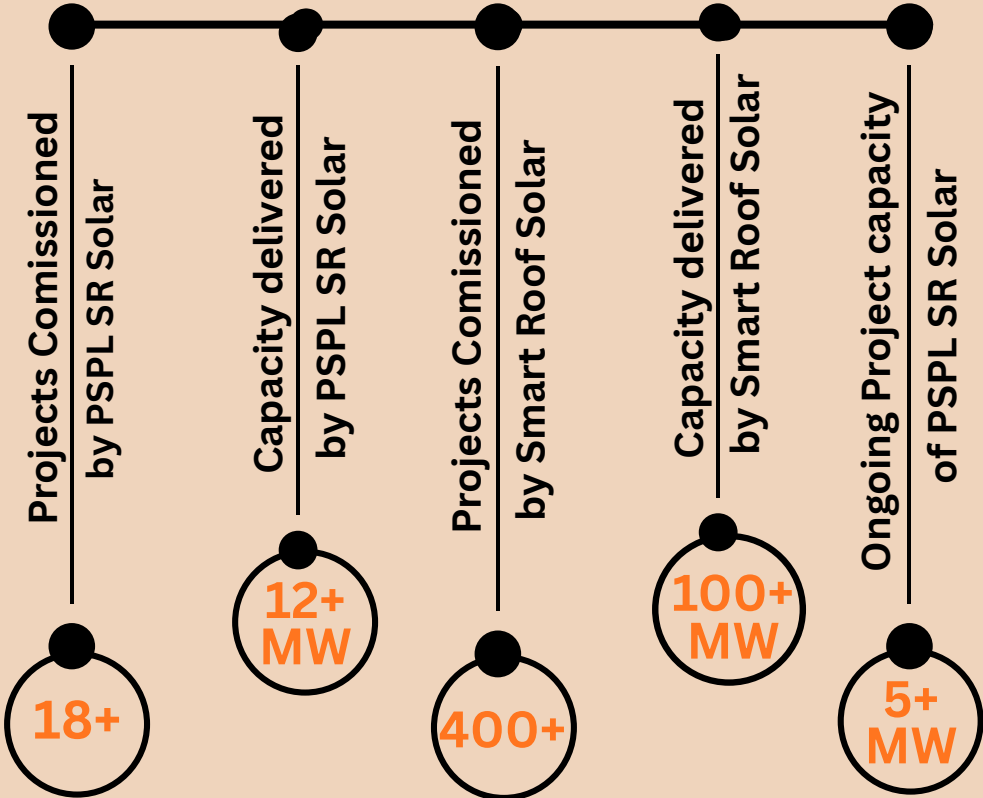 Projects Comissioned
by PSPL SR Solar
18+
Capacity delivered
by PSPL SR Solar
12+
MW
Projects Comissioned
by Smart Roof Solar
400+
Capacity delivered
by Smart Roof Solar
100+
MW
Ongoing Project capacity
of PSPL SR Solar
5+
MW